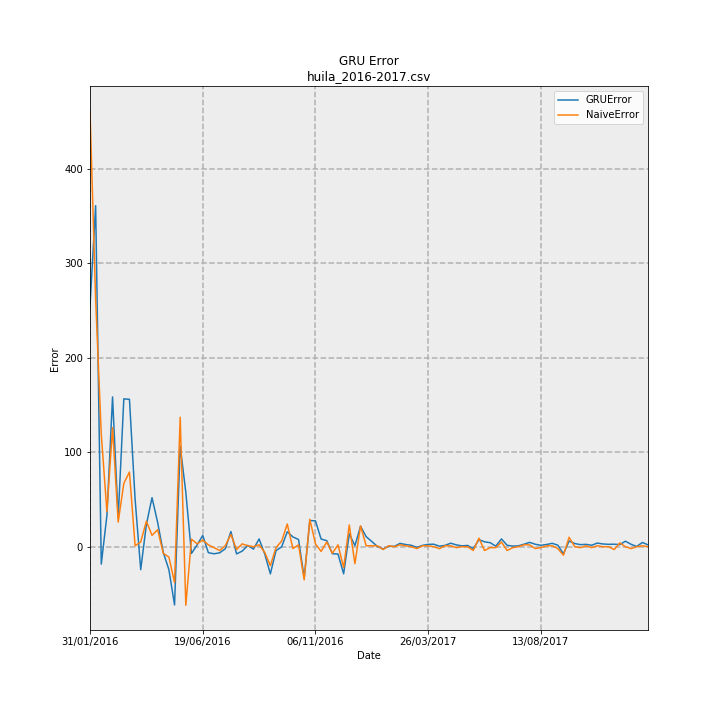 GRU Error
huila_2016-2017.csv
GRUError
NaiveError
400
300
200
100
0
Error
31/01/2016
19/06/2016
06/11/2016
26/03/2017
13/08/2017
Date